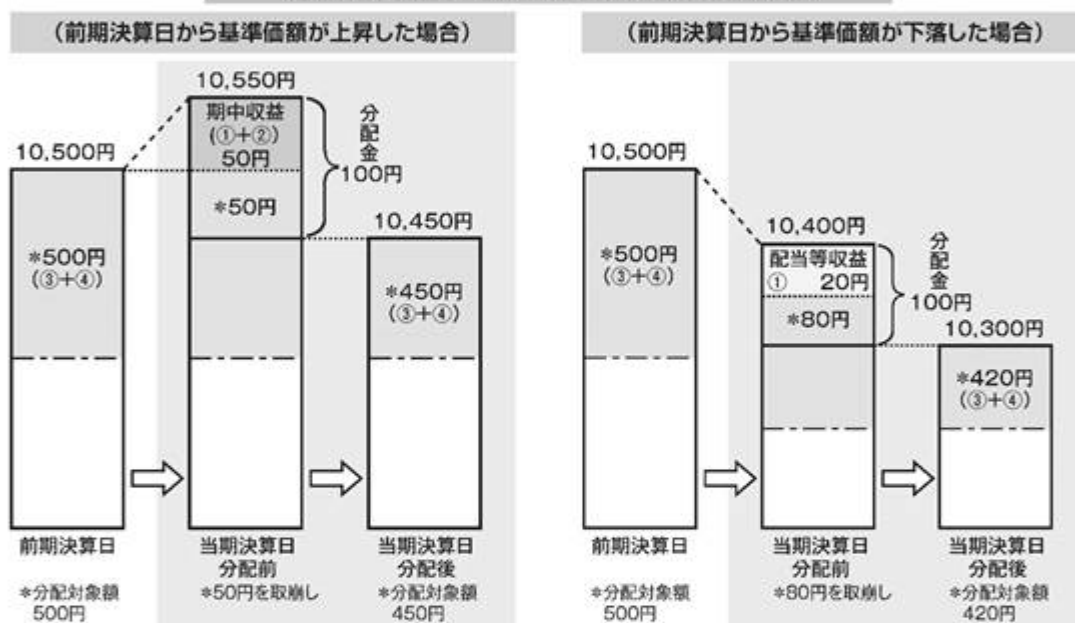 (前期決算日から基準価額が上昇した場合)
10,550円
期中収益
(①+②)
50円
*50円
分配金
100円
10,500円
*500円
(③+④)
10,450円
*450円
(③+④)
前期決算日
*分配対象額
500円
当期決算日
分配前
*50円を取崩し
当期決算日
分配後
*分配対象額
450円
(前期決算日から基準価額が下落した場合)
10,500円
*500円
(③+④)
10,400円
配当等収益
① 20円
*80円
分配金
100円
10,300円
*420円
(③+④)
前期決算日
*分配対象額
500円
当期決算日
分配前
*80円を取崩し
当期決算日
分配後
*分配対象額
420円